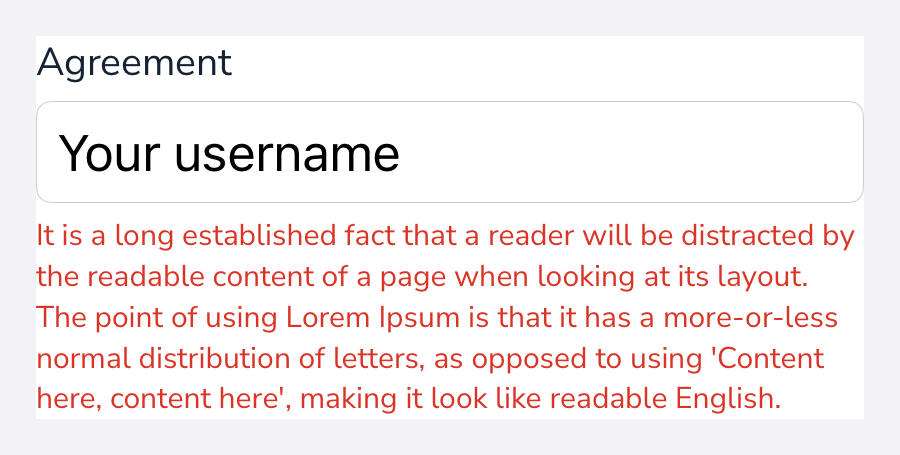 Agreement
Your username
It is a long established fact that a reader will be distracted by
the readable content of a page when looking at its layout.
The point of using Lorem Ipsum is that it has a more-or-less
normal distribution of letters, as opposed to using 'Content
here, content here', making it look like readable English.